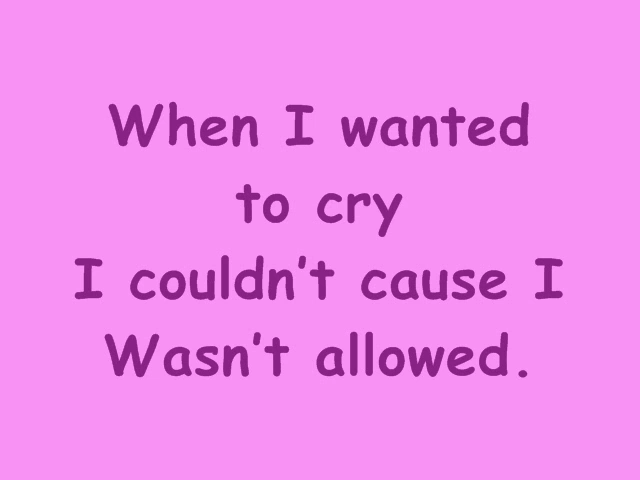 When I wanted
to cry
I couldn't cause I
Wasn't allowed.